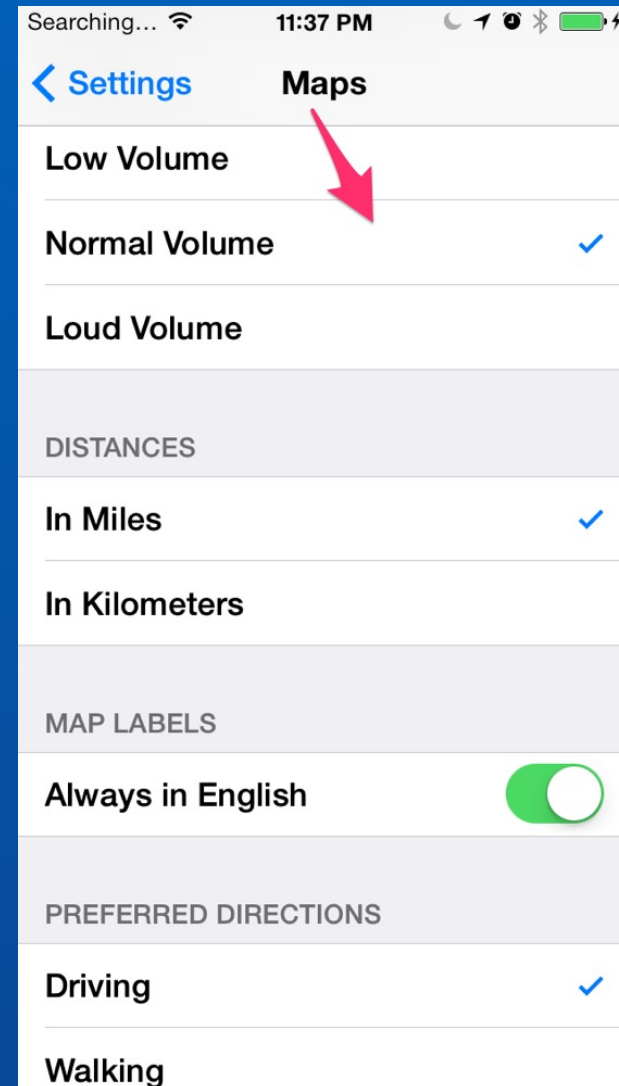 Searching... 11:37 PM
Settings Maps
Low Volume
Normal Volume
Loud Volume
DISTANCES
In Miles
In Kilometers
MAP LABELS
Always in English
PREFERRED DIRECTIONS
Driving
Walking